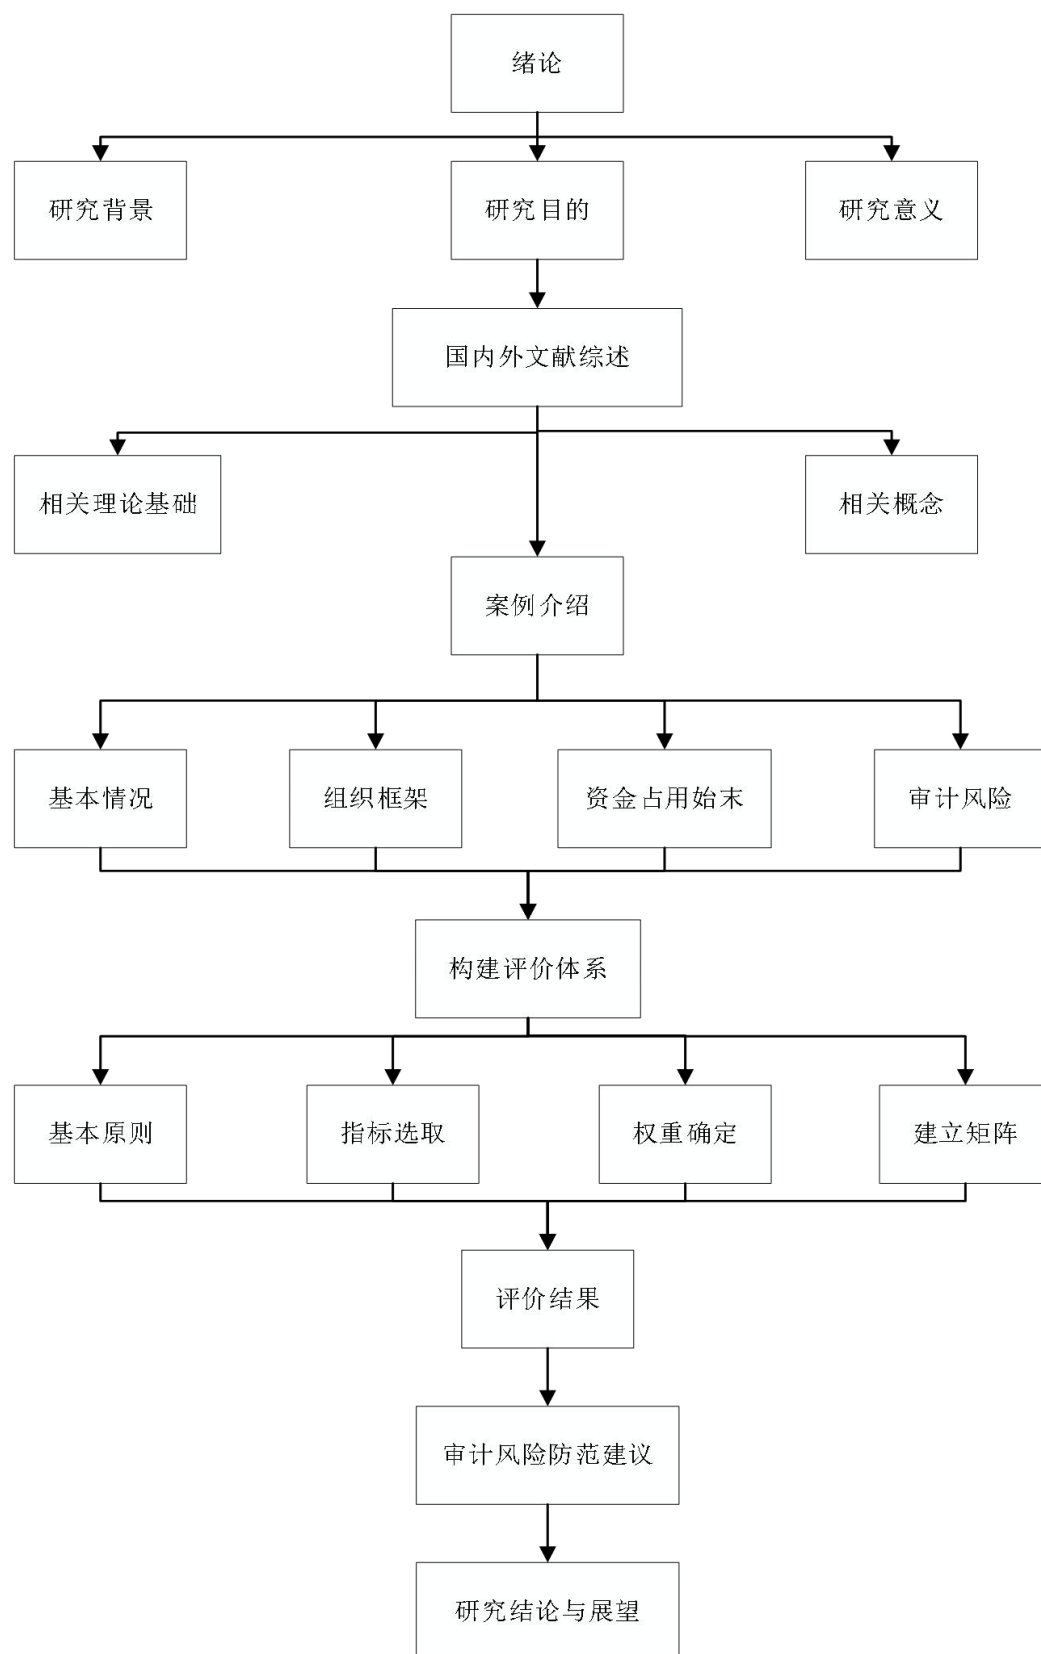 绪论
研究背景
研究目的
研究意义
国内外文献综述
相关理论基础
相关概念
案例介绍
基本情况
组织框架
资金占用始末
审计风险
构建评价体系
基本原则
指标选取
权重确定
建立矩阵
评价结果
审计风险防范建议
研究结论与展望